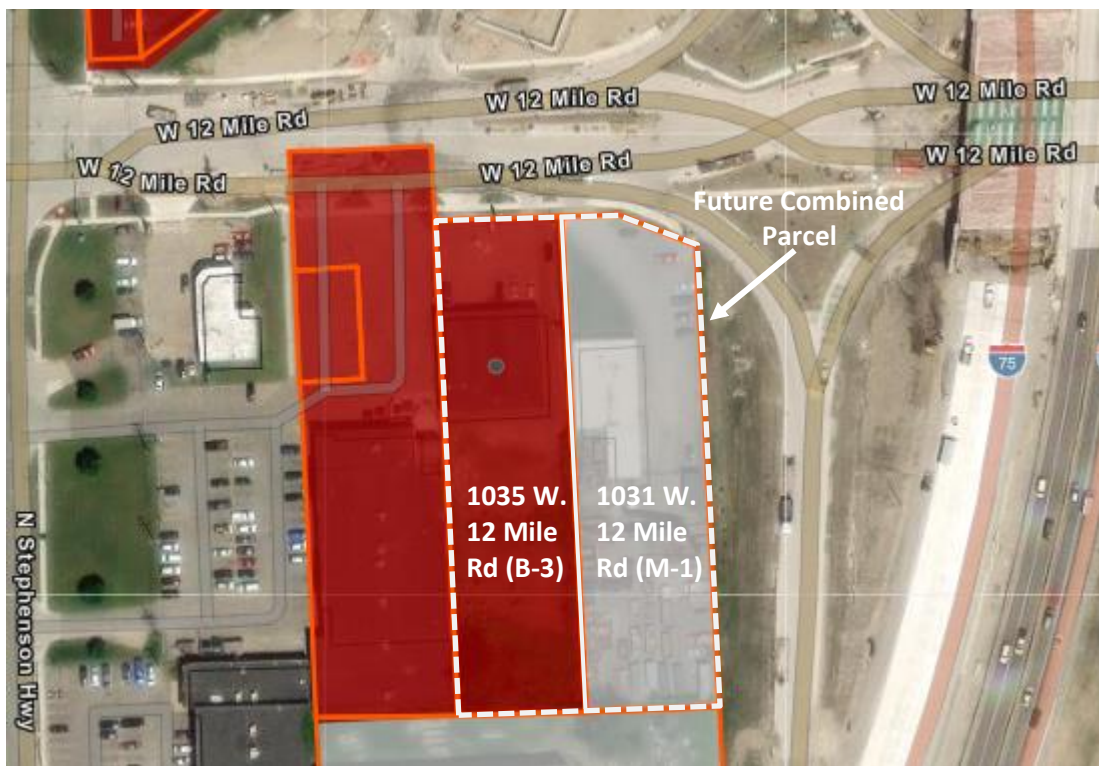 W 12 Mile Rd
W 12 Mile Rd
W 12 Mile Rd
W 12 Mile Rd
W 12 Mile Rd
W 12 Mile Rd
Future Combined
Parcel
75
1035 W.
12 Mile
Rd (B-3)
1031 W.
12 Mile
Rd (M-1)
N Stephenson Hwy